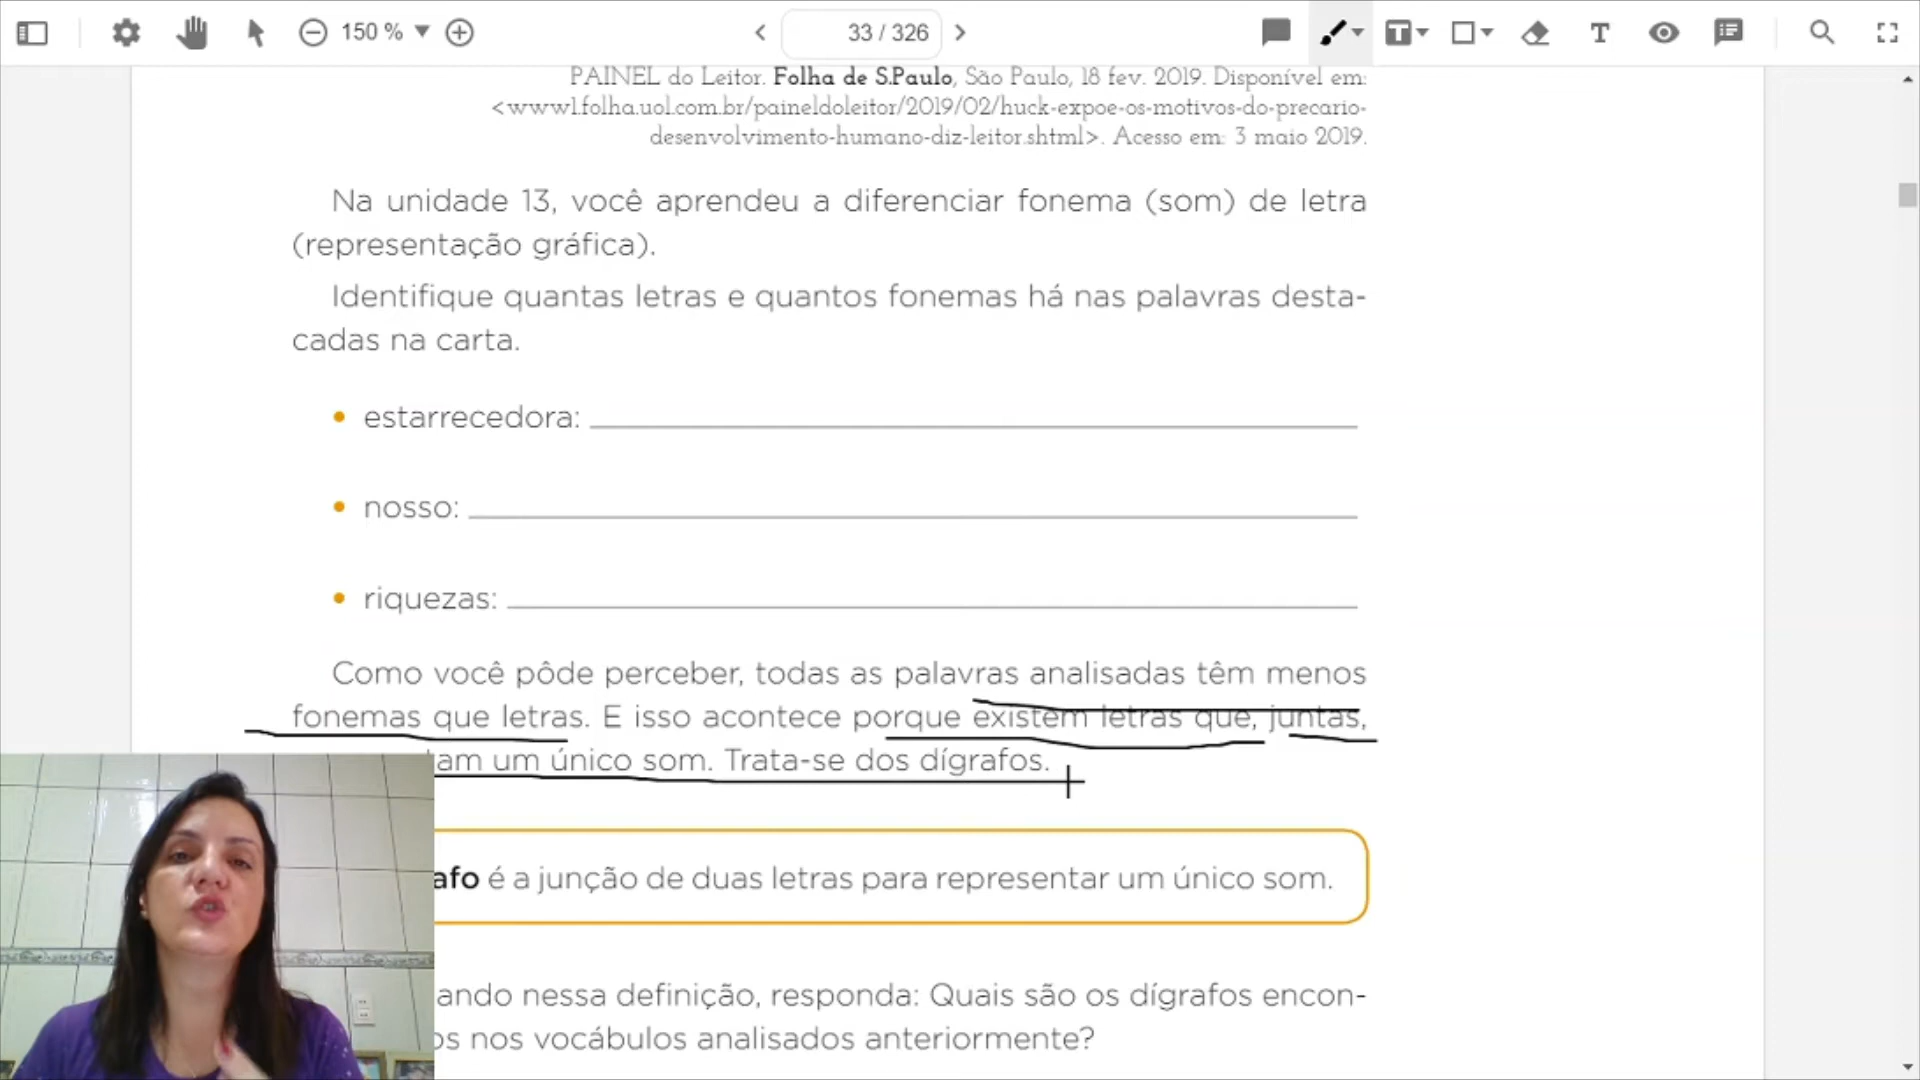 150 %
33 / 326
PAINEL do Leitor. Folha de S.Paulo, São Paulo, 18 fev. 2019. Disponível em:
<www1.folha.uol.com.br/paineldoleitor/2019/02/huck-expoe-os-motivos-do-precario-
desenvolvimento-humano-diz-leitor.shtml>. Acesso em: 3 maio 2019.
Na unidade 13, você aprendeu a diferenciar fonema (som) de letra
(representação gráfica).
Identifique quantas letras e quantos fonemas há nas palavras desta-
cadas na carta.
• estarrecedora:
• nosso:
• riquezas:
Como você pôde perceber, todas as palavras analisadas têm menos
fonemas que letras. E isso acontece porque existem letras que, juntas,
am um único som. Trata-se dos dígrafos.
afo é a junção de duas letras para representar um único som.
ando nessa definição, responda: Quais são os dígrafos encon-
os nos vocábulos analisados anteriormente?